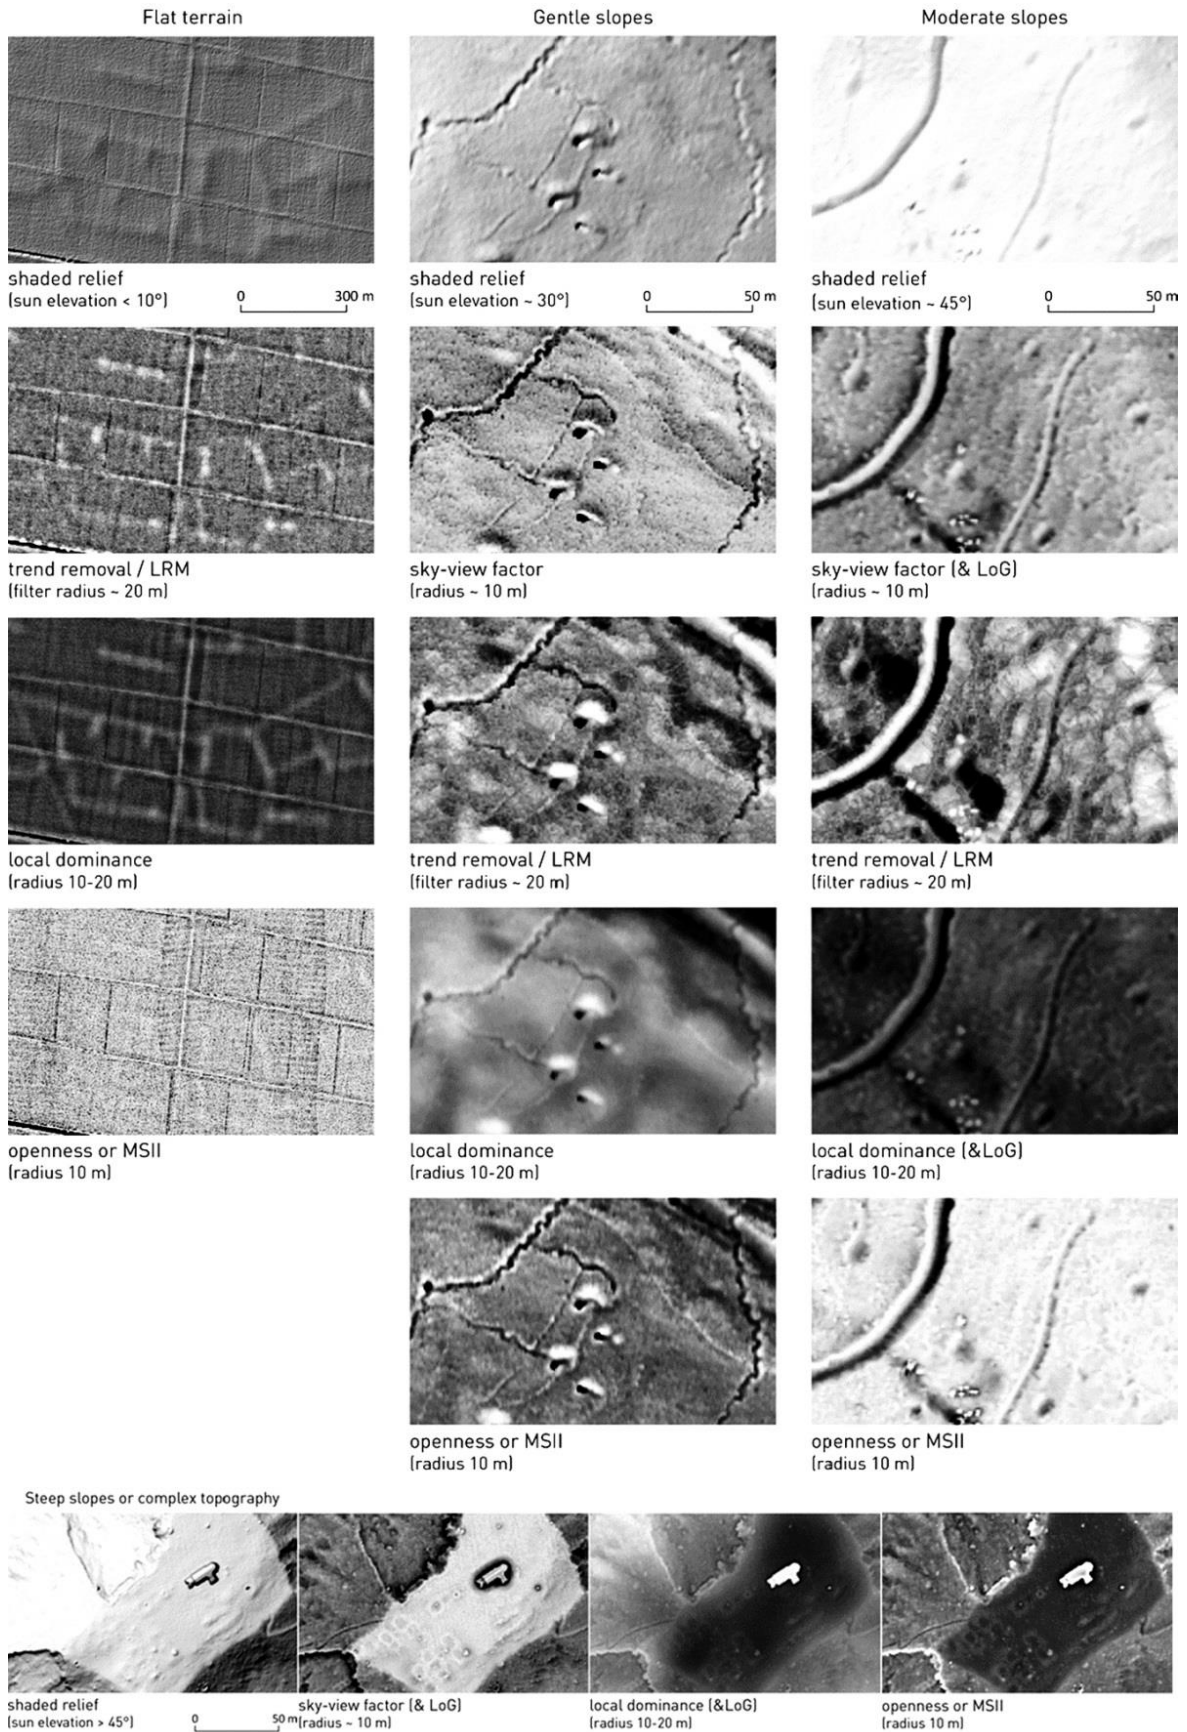 Flat terrain
Gentle slopes
Moderate slopes
shaded relief
(sun elevation < 10°)
0 300 m
shaded relief
(sun elevation ~ 30°)
0 50 m
shaded relief
(sun elevation ~ 45°)
0 50 m
trend removal / LRM
(filter radius ~ 20 m)
sky-view factor
(radius ~ 10 m)
sky-view factor (& LoG)
(radius ~ 10 m)
local dominance
(radius 10-20 m)
trend removal / LRM
(filter radius ~ 20 m)
trend removal / LRM
(filter radius ~ 20 m)
openness or MSII
(radius 10 m)
local dominance
(radius 10-20 m)
local dominance (&LoG)
(radius 10-20 m)
openness or MSII
(radius 10 m)
openness or MSII
(radius 10 m)
Steep slopes or complex topography
shaded relief
(sun elevation > 45°)
0 50 m
sky-view factor (& LoG)
(radius ~ 10 m)
local dominance (&LoG)
(radius 10-20 m)
openness or MSII
(radius 10 m)